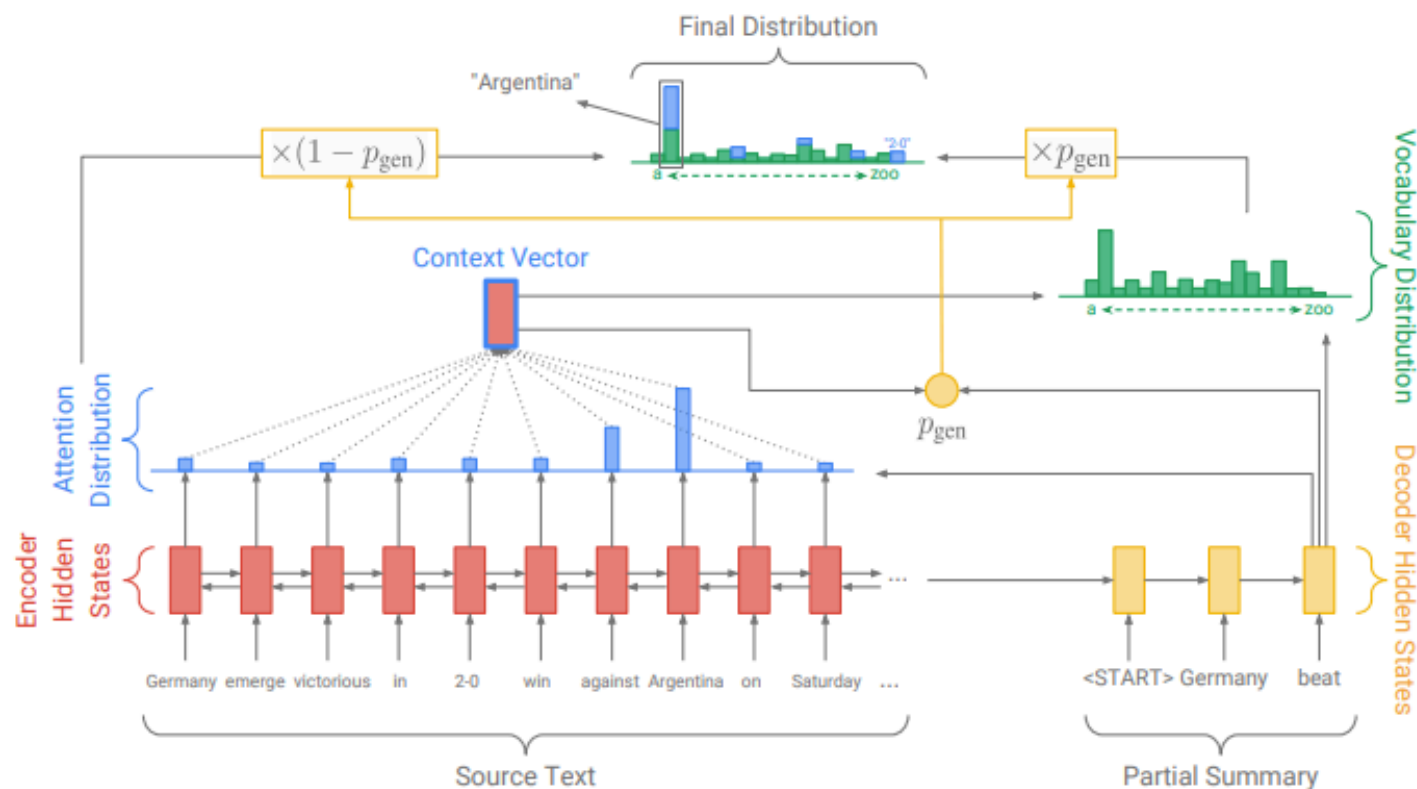 Final Distribution
"Argentina"
×(1 − p_gen)
"2-0"
×p_gen
a
zoo
Context Vector
Vocabulary Distribution
a
zoo
Attention
Distribution
p_gen
Encoder
Hidden
States
...
Decoder Hidden States
Germany emerge victorious in 2-0 win against Argentina on Saturday ...
<START> Germany beat
Source Text
Partial Summary